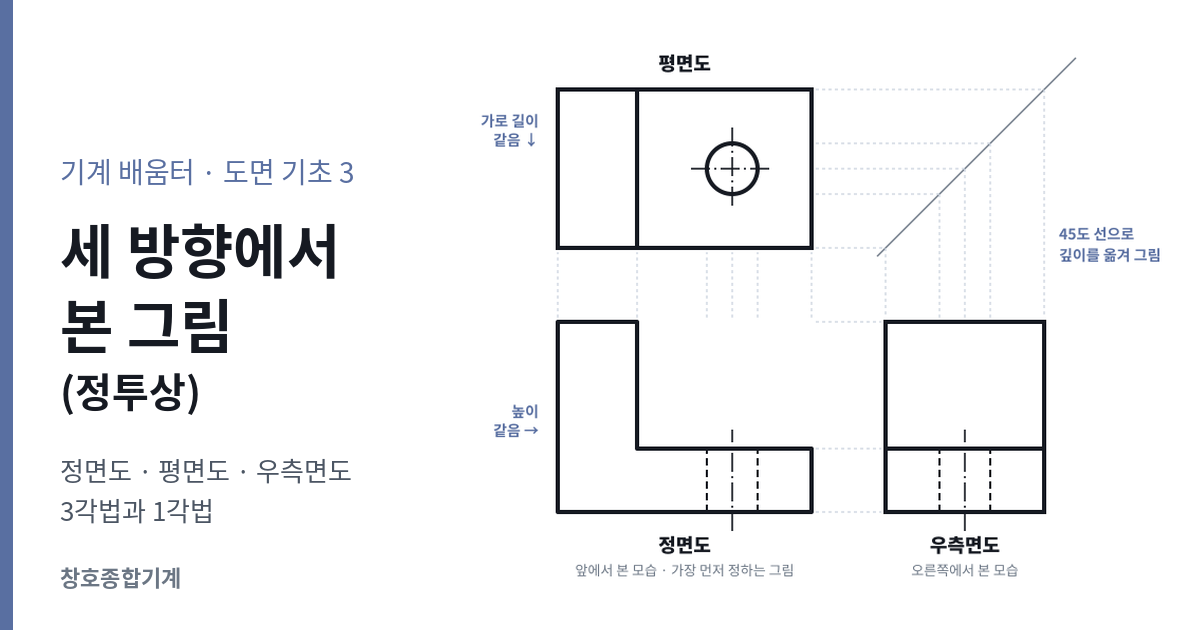 기계 배움터 · 도면 기초 3
세 방향에서
본 그림
(정투상)
정면도 · 평면도 · 우측면도
3각법과 1각법
창호종합기계
평면도
가로 길이
같음 ↓
45도 선으로
깊이를 옮겨 그림
높이
같음 →
정면도
앞에서 본 모습 · 가장 먼저 정하는 그림
우측면도
오른쪽에서 본 모습